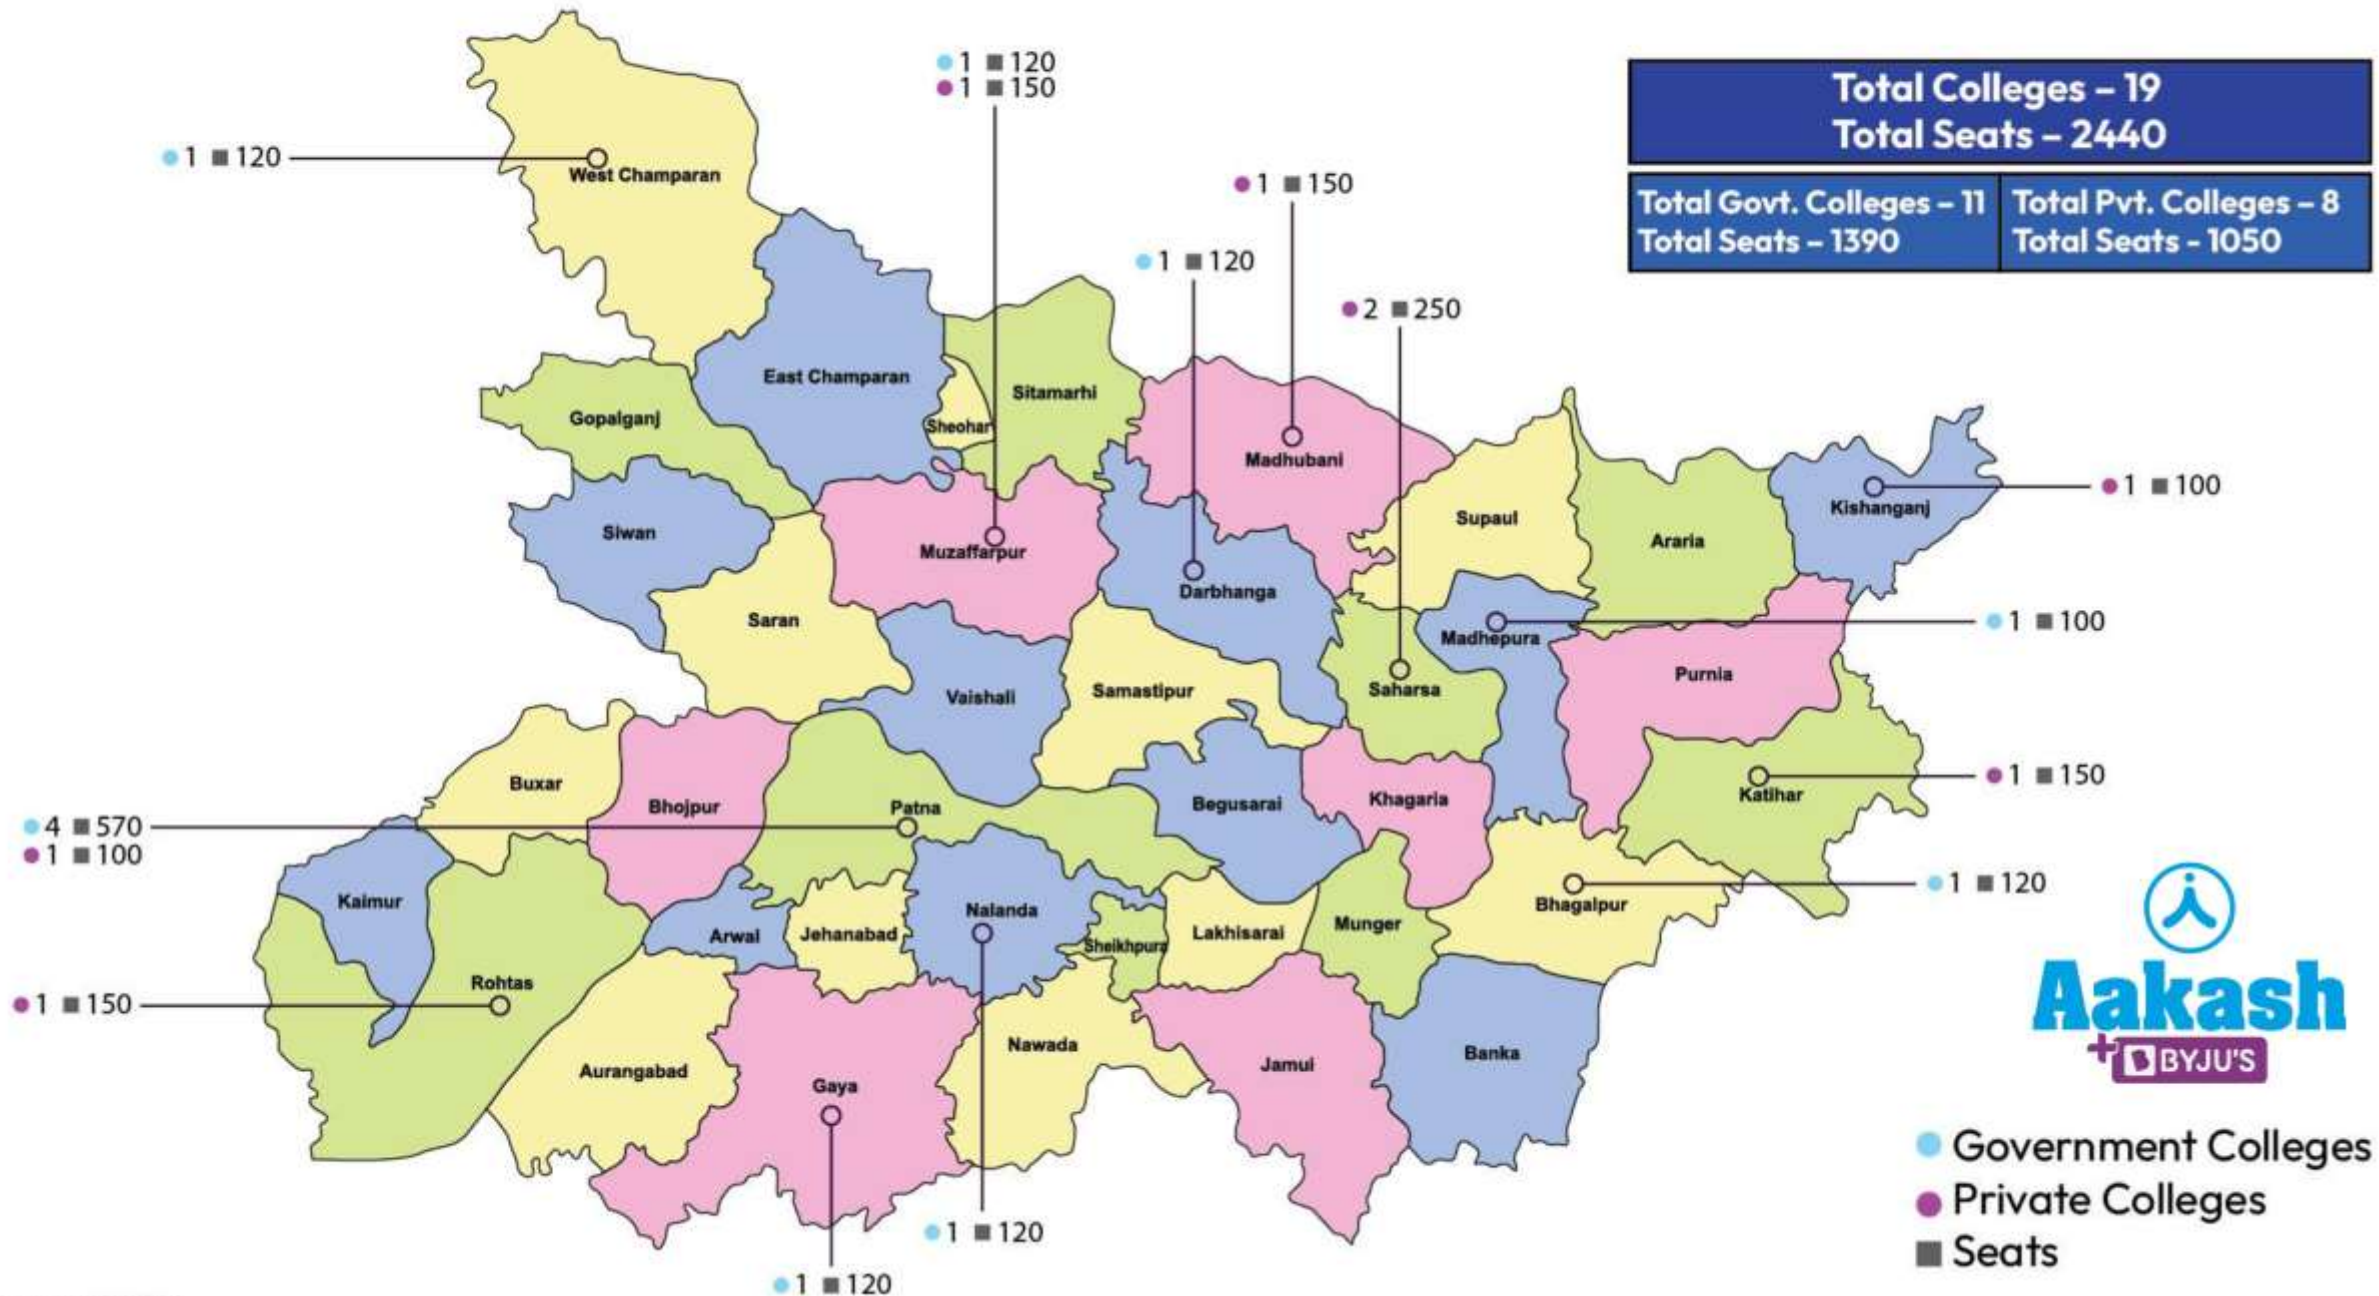 1 120
1 150
Total Colleges – 19
Total Seats – 2440
1 120
West Champaran
1 150
Total Govt. Colleges – 11
Total Seats – 1390
Total Pvt. Colleges – 8
Total Seats - 1050
1 120
2 250
East Champaran
Sitamarhi
Gopalganj
Sheohar
Madhubani
Kishanganj
1 100
Supaul
Siwan
Araria
Muzaffarpur
Darbhanga
Saran
1 100
Madhepura
Purnia
Vaishali
Samastipur
Saharsa
Buxar
1 150
Katihar
Bhojpur
Patna
Begusarai
Khagaria
4 570
1 100
1 120
Kaimur
Bhagalpur
Nalanda
Munger
Arwal
Jehanabad
Sheikhpura
Lakhisarai
Rohtas
1 150
Aakash
+ B BYJU'S
Nawada
Banka
Jamui
Aurangabad
Gaya
Government Colleges
Private Colleges
Seats
1 120
1 120